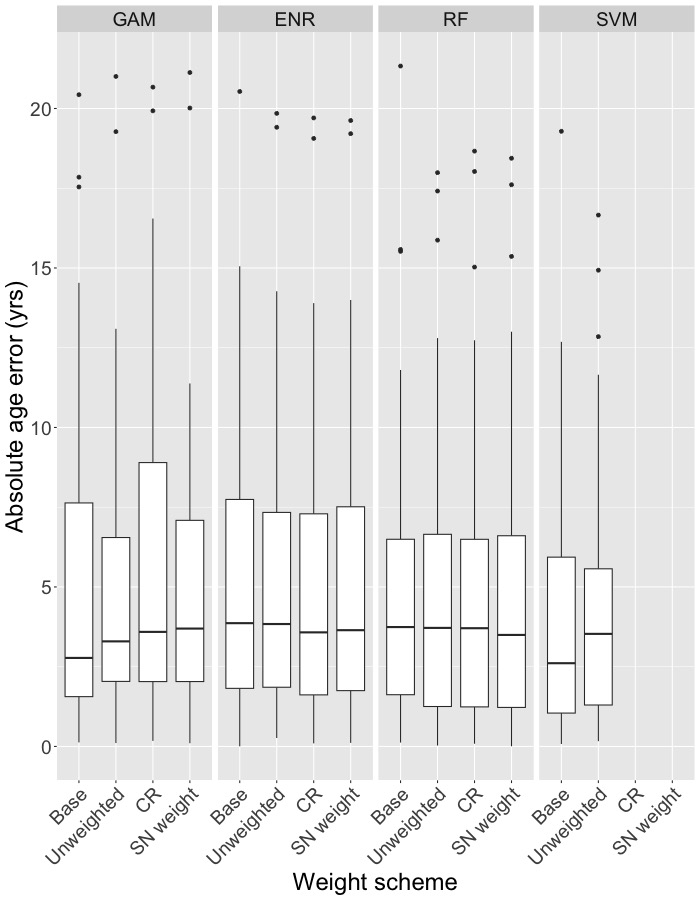 GAM ENR RF SVM
Absolute age error (yrs)
20
15
10
5
0
Base Unweighted CR SN weight Base Unweighted CR SN weight Base Unweighted CR SN weight Base Unweighted CR SN weight
Weight scheme